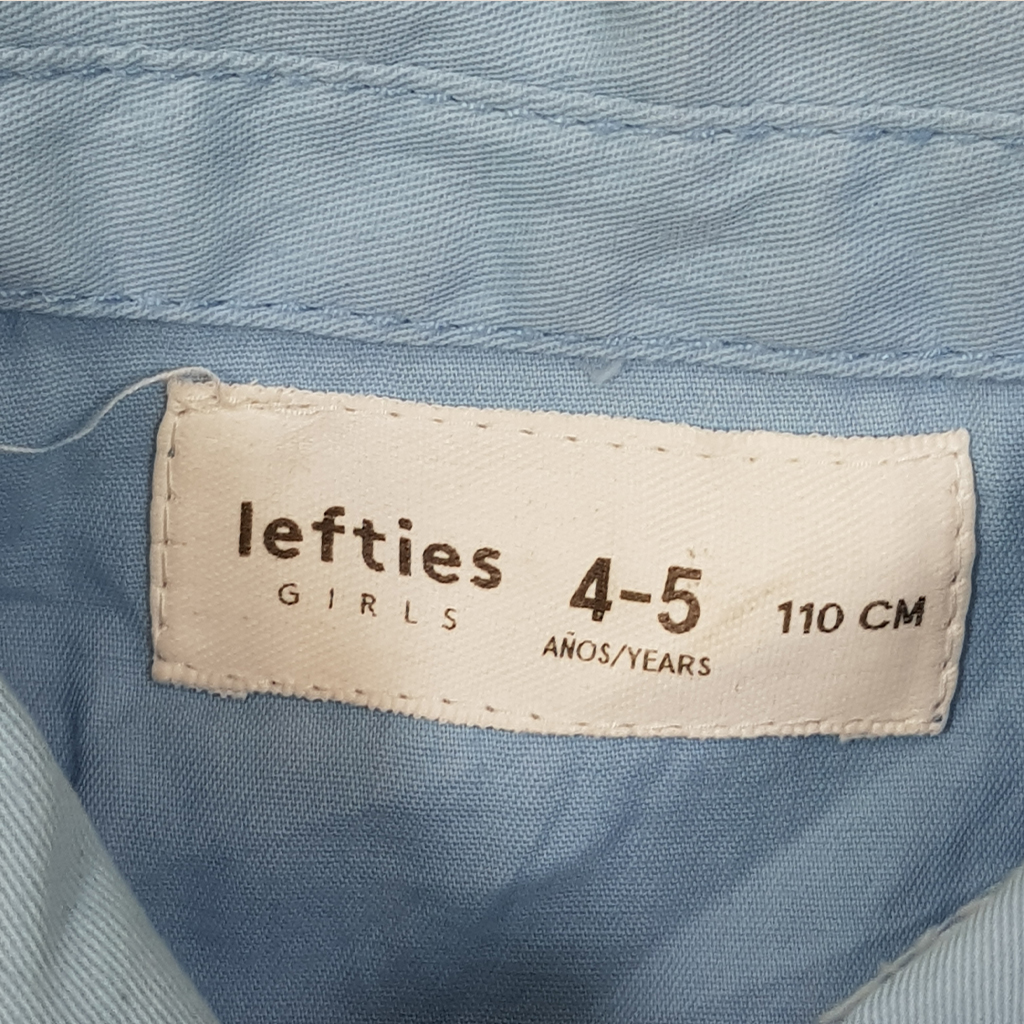 lefties
GIRLS
4-5
AÑOS/YEARS
110 CM